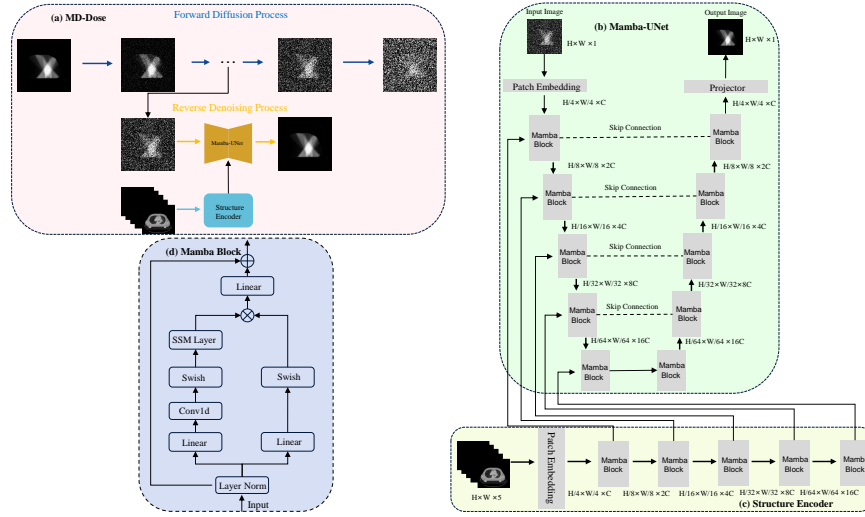 (a) MD-Dose
Forward Diffusion Process
Reverse Denoising Process
Mamba-UNet
Structure
Encoder
(b) Mamba-UNet
Input Image
H×W ×1
Patch Embedding
H/4×W/4 ×C
Mamba
Block
H/8×W/8 ×2C
Mamba
Block
H/16×W/16 ×4C
Mamba
Block
H/32×W/32 ×8C
Mamba
Block
H/64×W/64 ×16C
Mamba
Block
Skip Connection
Skip Connection
Skip Connection
Skip Connection
Output Image
H×W ×1
Projector
H/4×W/4 ×C
Mamba
Block
H/8×W/8 ×2C
Mamba
Block
H/16×W/16 ×4C
Mamba
Block
H/32×W/32×8C
Mamba
Block
H/64×W/64 ×16C
Mamba
Block
(d) Mamba Block
Linear
SSM Layer
Swish
Swish
Conv1d
Linear
Linear
Layer Norm
Input
H×W ×5
Patch Embedding
H/4×W/4 ×C
Mamba
Block
H/8×W/8 ×2C
Mamba
Block
H/16×W/16 ×4C
Mamba
Block
H/32×W/32 ×8C
Mamba
Block
H/64×W/64 ×16C
Mamba
Block
(c) Structure Encoder